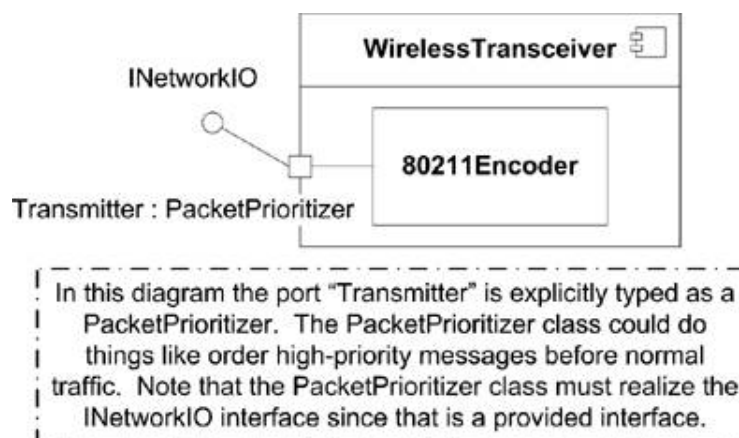 WirelessTransceiver
INetworkIO
80211Encoder
Transmitter : PacketPrioritizer
In this diagram the port “Transmitter” is explicitly typed as a
PacketPrioritizer. The PacketPrioritizer class could do
things like order high-priority messages before normal
traffic. Note that the PacketPrioritizer class must realize the
INetworkIO interface since that is a provided interface.